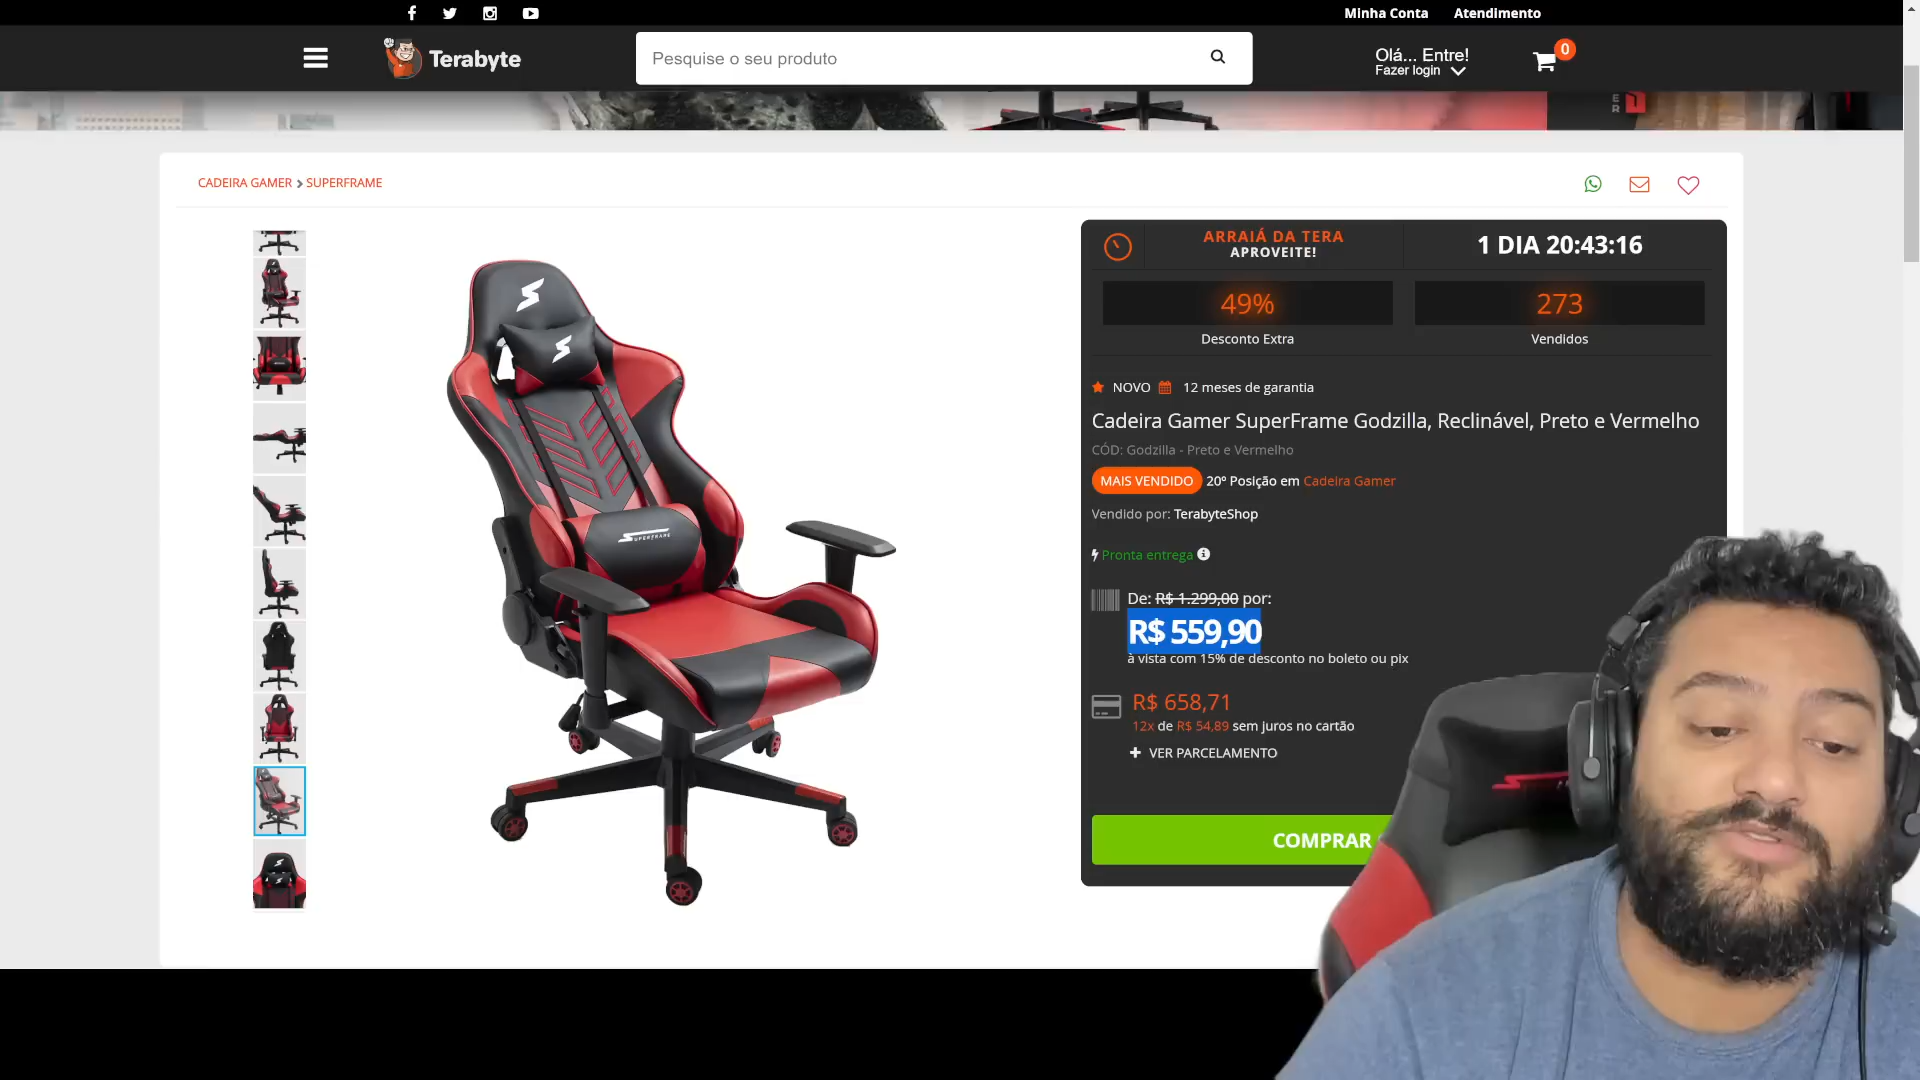 Minha Conta
Atendimento
Terabyte
Pesquise o seu produto
Olá... Entre!
Fazer login
0
CADEIRA GAMER > SUPERFRAME
ARRAIÁ DA TERA
APROVEITE!
1 DIA 20:43:16
49%
Desconto Extra
273
Vendidos
NOVO
12 meses de garantia
Cadeira Gamer SuperFrame Godzilla, Reclinável, Preto e Vermelho
CÓD: Godzilla - Preto e Vermelho
MAIS VENDIDO
20º Posição em Cadeira Gamer
Vendido por: TerabyteShop
Pronta entrega
De: R$ 1.299,00 por:
R$ 559,90
à vista com 15% de desconto no boleto ou pix
R$ 658,71
12x de R$ 54,89 sem juros no cartão
+ VER PARCELAMENTO
COMPRAR
SUPERFRAME